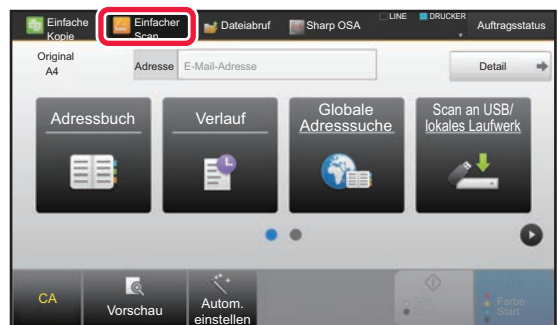 Einfache
Kopie
Einfacher
Scan
Dateiabruf
Sharp OSA
LINE
DRUCKER
Auftragsstatus
Original
A4
Adresse
E-Mail-Adresse
Detail
Adressbuch
Verlauf
Globale
Adresssuche
Scan an USB/
lokales Laufwerk
CA
Vorschau
Autom.
einstellen
S/W
Start
Farbe
Start